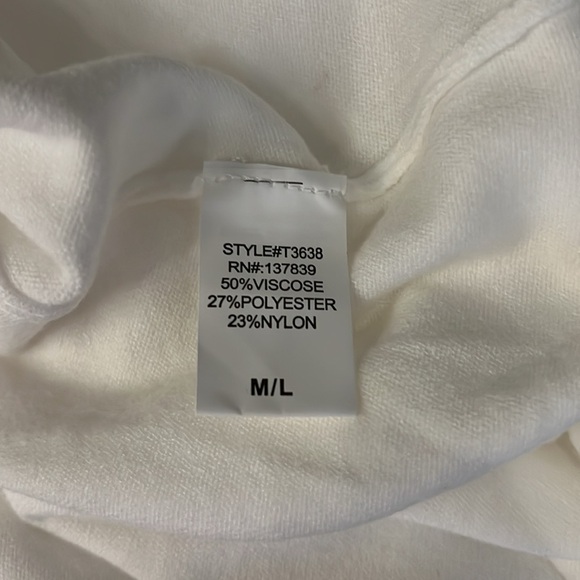 STYLE#T3638
RN#:137839
50%VISCOSE
27%POLYESTER
23%NYLON
M/L